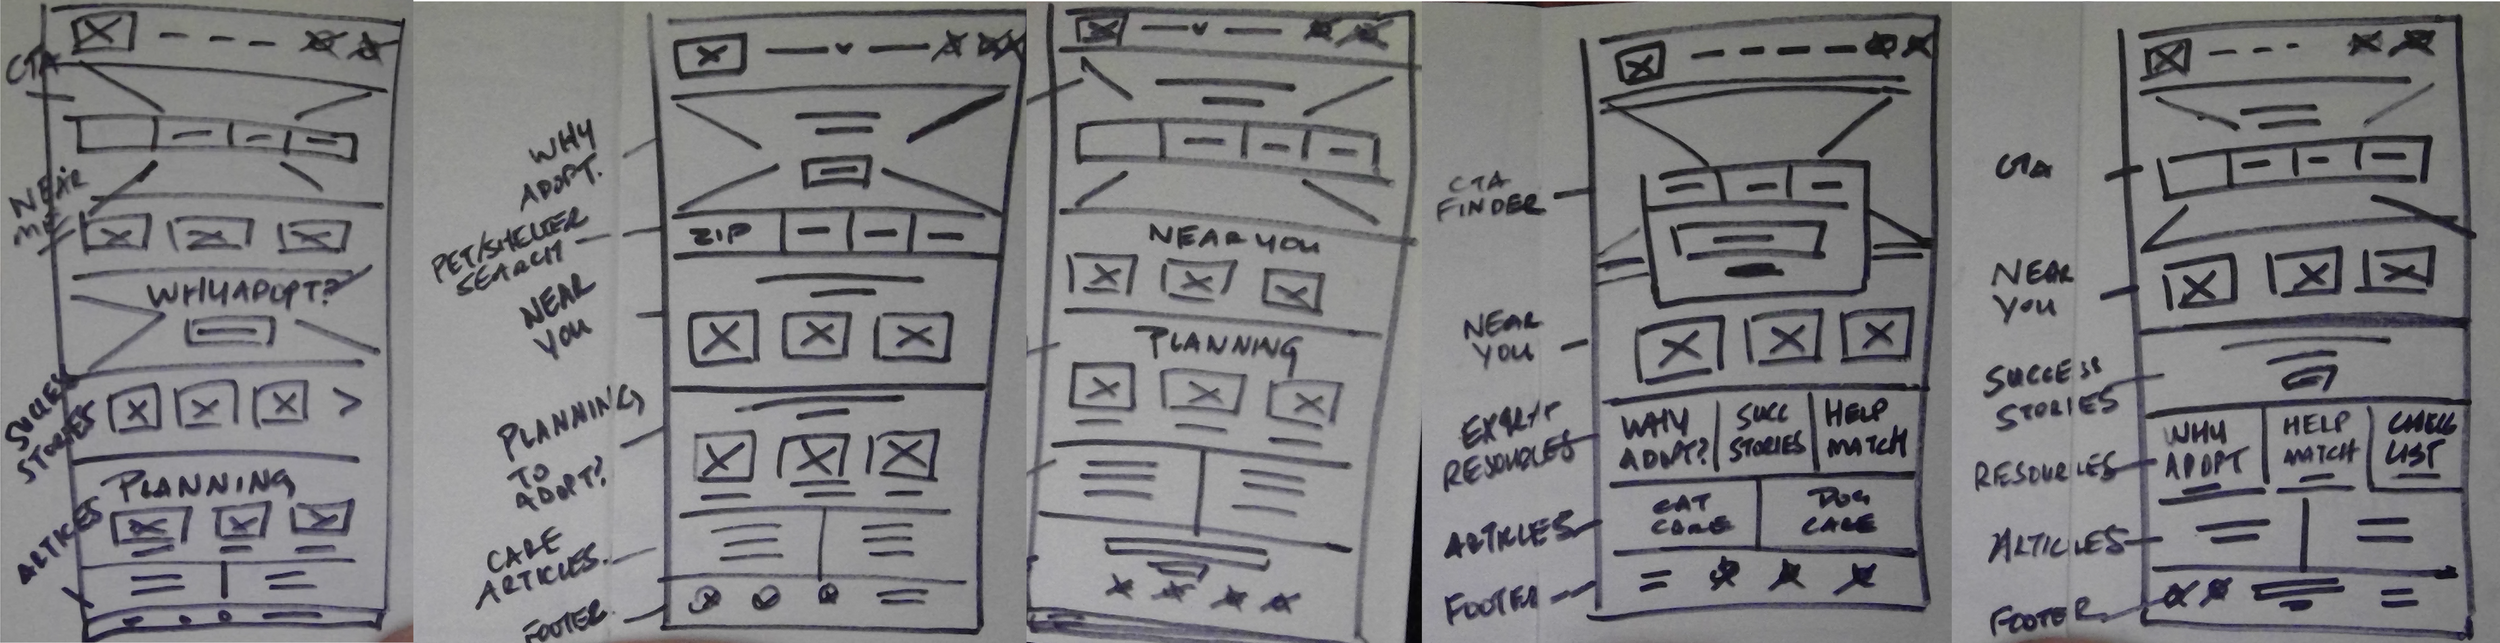 CTA
NEAR
ME
WHY ADOPT?
SUCCESS
STORIES
PLANNING
ARTICLES
WHY
ADOPT.
PET/SHELTER
SEARCH
ZIP
NEAR
YOU
PLANNING
TO
ADOPT?
CARE
ARTICLES.
FOOTER
NEAR YOU
PLANNING
CTA
FINDER
NEAR
YOU
RESOURCES
WHY
ADOPT?
SUCC
STORIES
HELP
MATCH
ARTICLES
CAT
CARE
DOG
CARE
FOOTER
CTA
NEAR
YOU
SUCCESS
STORIES
RESOURCES
WHY
ADOPT
HELP
MATCH
CHECK
LIST
ARTICLES
FOOTER